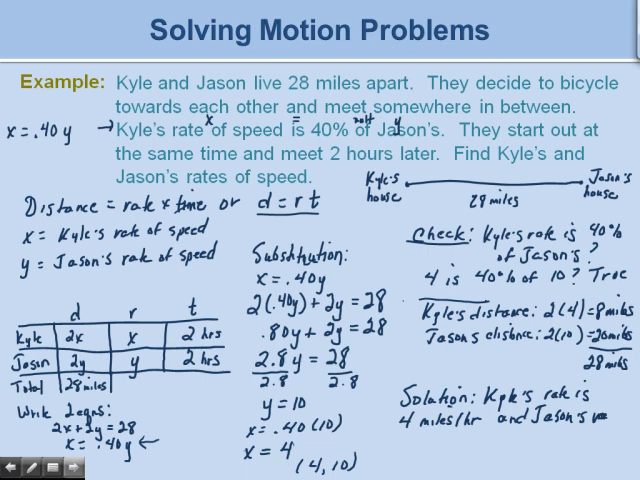 Solving Motion Problems
Example: Kyle and Jason live 28 miles apart. They decide to bicycle
towards each other and meet somewhere in between.
x = .40y → Kyle's rate of speed is 40% of Jason's. They start out at
x = mult y
the same time and meet 2 hours later. Find Kyle's and
Jason's rates of speed.
Kyle's house
Jason's house
28 miles
Distance = rate × time or d = rt
x = Kyle's rate of speed
y = Jason's rate of speed
d r t
Kyle 2x x 2 hrs
Jason 2y y 2 hrs
Total 28 miles
Write 2 eqns:
2x + 2y = 28
x = .40y ←
Substitution:
x = .40y
2(.40y) + 2y = 28
.80y + 2y = 28
2.8y = 28
2.8 2.8
y = 10
x = .40(10)
x = 4
(4, 10)
Check: Kyle's rate is 40%
of Jason's?
4 is 40% of 10? True
Kyle's distance: 2(4) = 8 miles
Jason's distance: 2(10) = 20 miles
28 miles
Solution: Kyle's rate is
4 miles/hr and Jason's